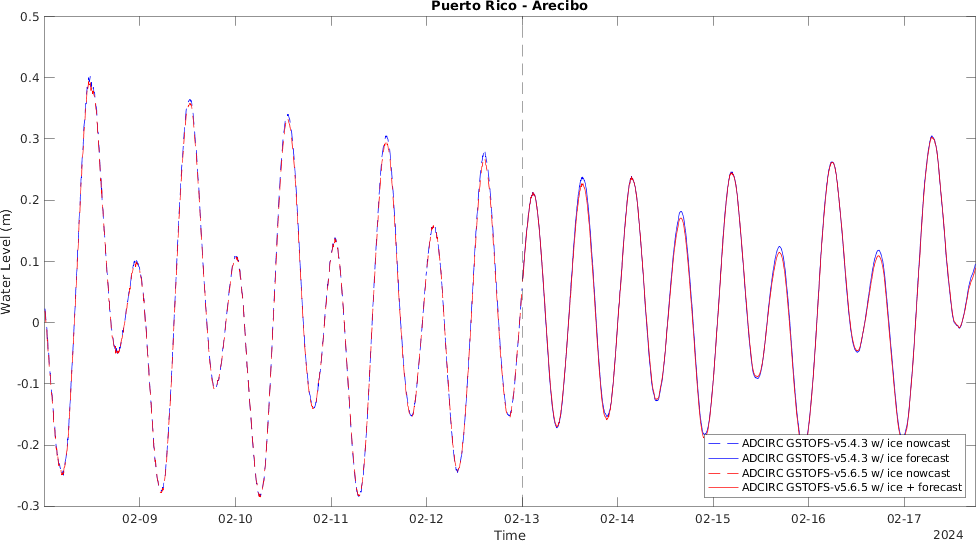 Puerto Rico - Arecibo
0.5
0.4
0.3
0.2
0.1
0
-0.1
-0.2
-0.3
Water Level (m)
02-09 02-10 02-11 02-12 02-13 02-14 02-15 02-16 02-17
Time
2024
ADCIRC GSTOFS-v5.4.3 w/ ice nowcast
ADCIRC GSTOFS-v5.4.3 w/ ice forecast
ADCIRC GSTOFS-v5.6.5 w/ ice nowcast
ADCIRC GSTOFS-v5.6.5 w/ ice + forecast